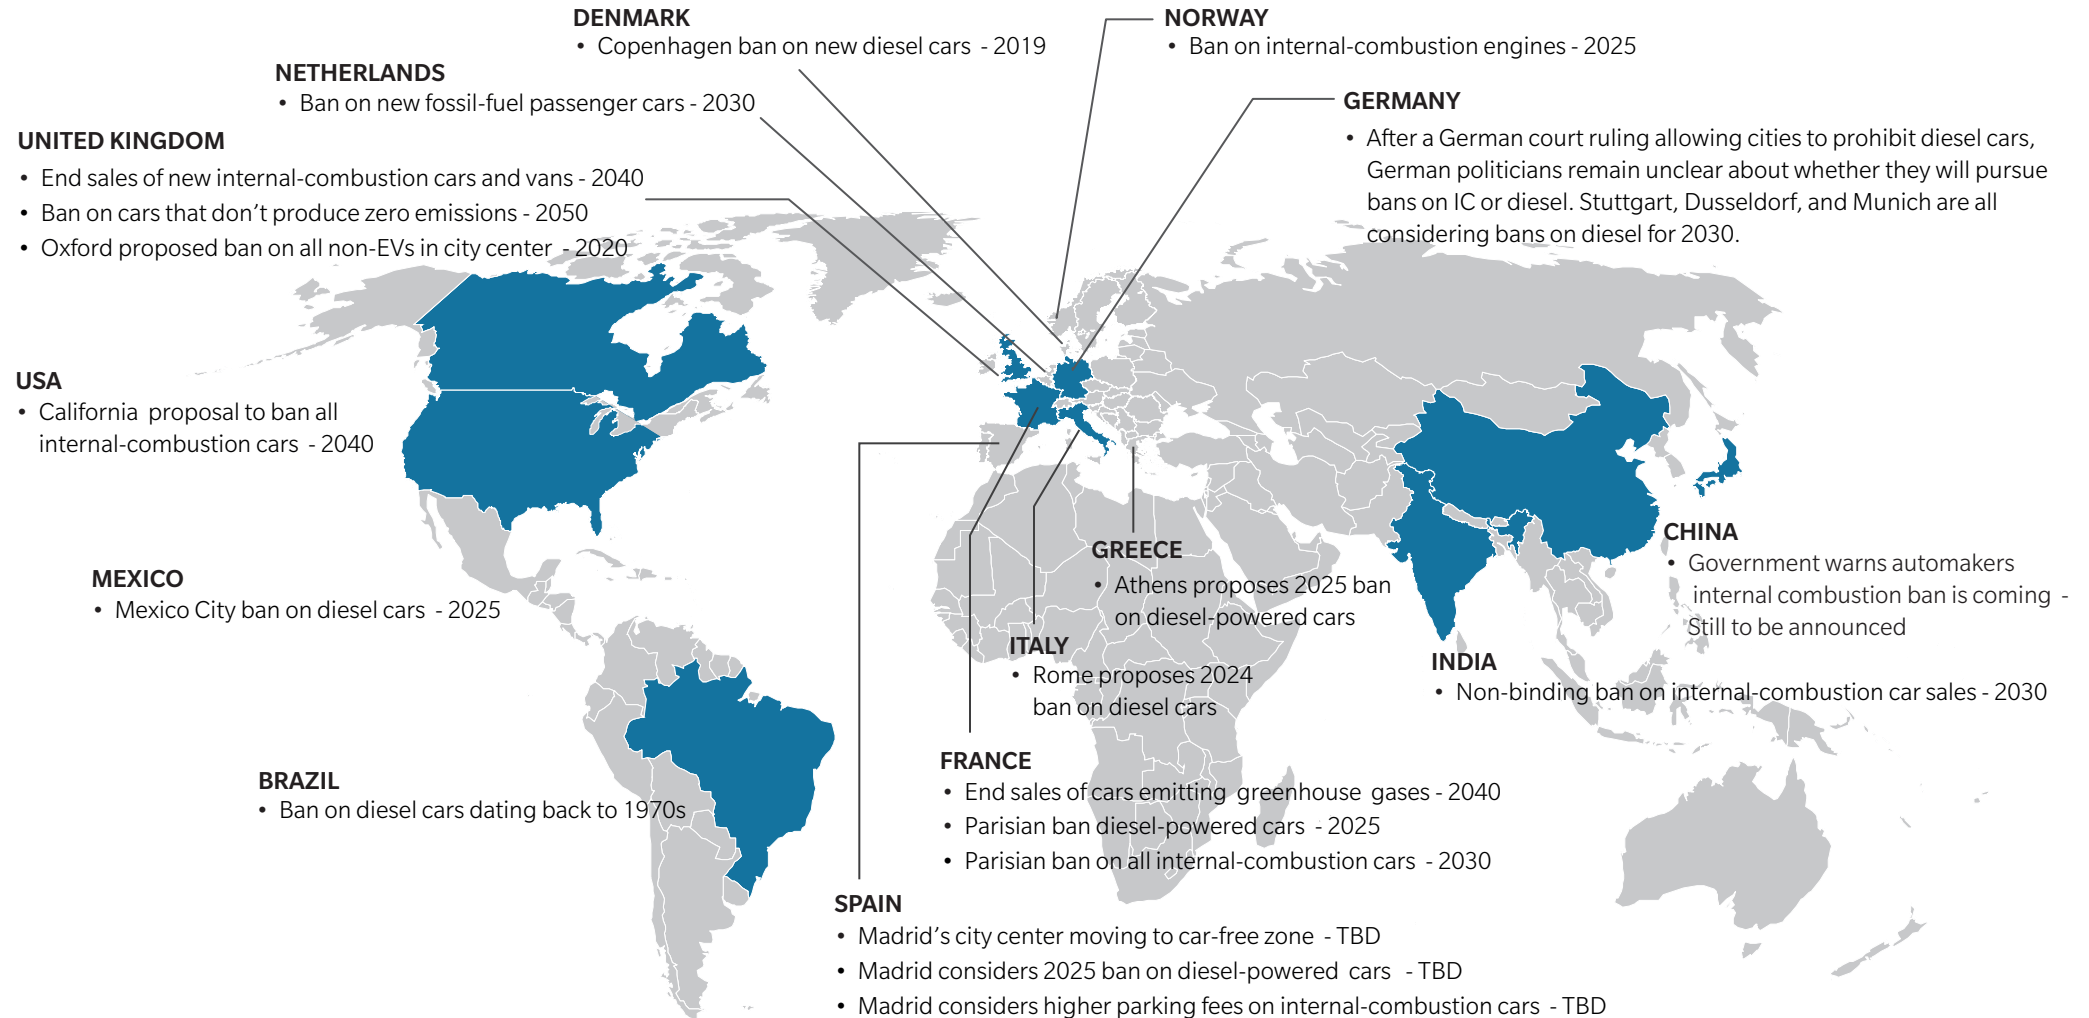 DENMARK
• Copenhagen ban on new diesel cars - 2019
NORWAY
• Ban on internal-combustion engines - 2025
NETHERLANDS
• Ban on new fossil-fuel passenger cars - 2030
GERMANY
• After a German court ruling allowing cities to prohibit diesel cars,
German politicians remain unclear about whether they will pursue
bans on IC or diesel. Stuttgart, Dusseldorf, and Munich are all
considering bans on diesel for 2030.
UNITED KINGDOM
• End sales of new internal-combustion cars and vans - 2040
• Ban on cars that don't produce zero emissions - 2050
• Oxford proposed ban on all non-EVs in city center - 2020
USA
• California proposal to ban all
internal-combustion cars - 2040
MEXICO
• Mexico City ban on diesel cars - 2025
BRAZIL
• Ban on diesel cars dating back to 1970s
GREECE
• Athens proposes 2025 ban
on diesel-powered cars
ITALY
• Rome proposes 2024
ban on diesel cars
CHINA
• Government warns automakers
internal combustion ban is coming -
Still to be announced
INDIA
• Non-binding ban on internal-combustion car sales - 2030
FRANCE
• End sales of cars emitting greenhouse gases - 2040
• Parisian ban diesel-powered cars - 2025
• Parisian ban on all internal-combustion cars - 2030
SPAIN
• Madrid's city center moving to car-free zone - TBD
• Madrid considers 2025 ban on diesel-powered cars - TBD
• Madrid considers higher parking fees on internal-combustion cars - TBD